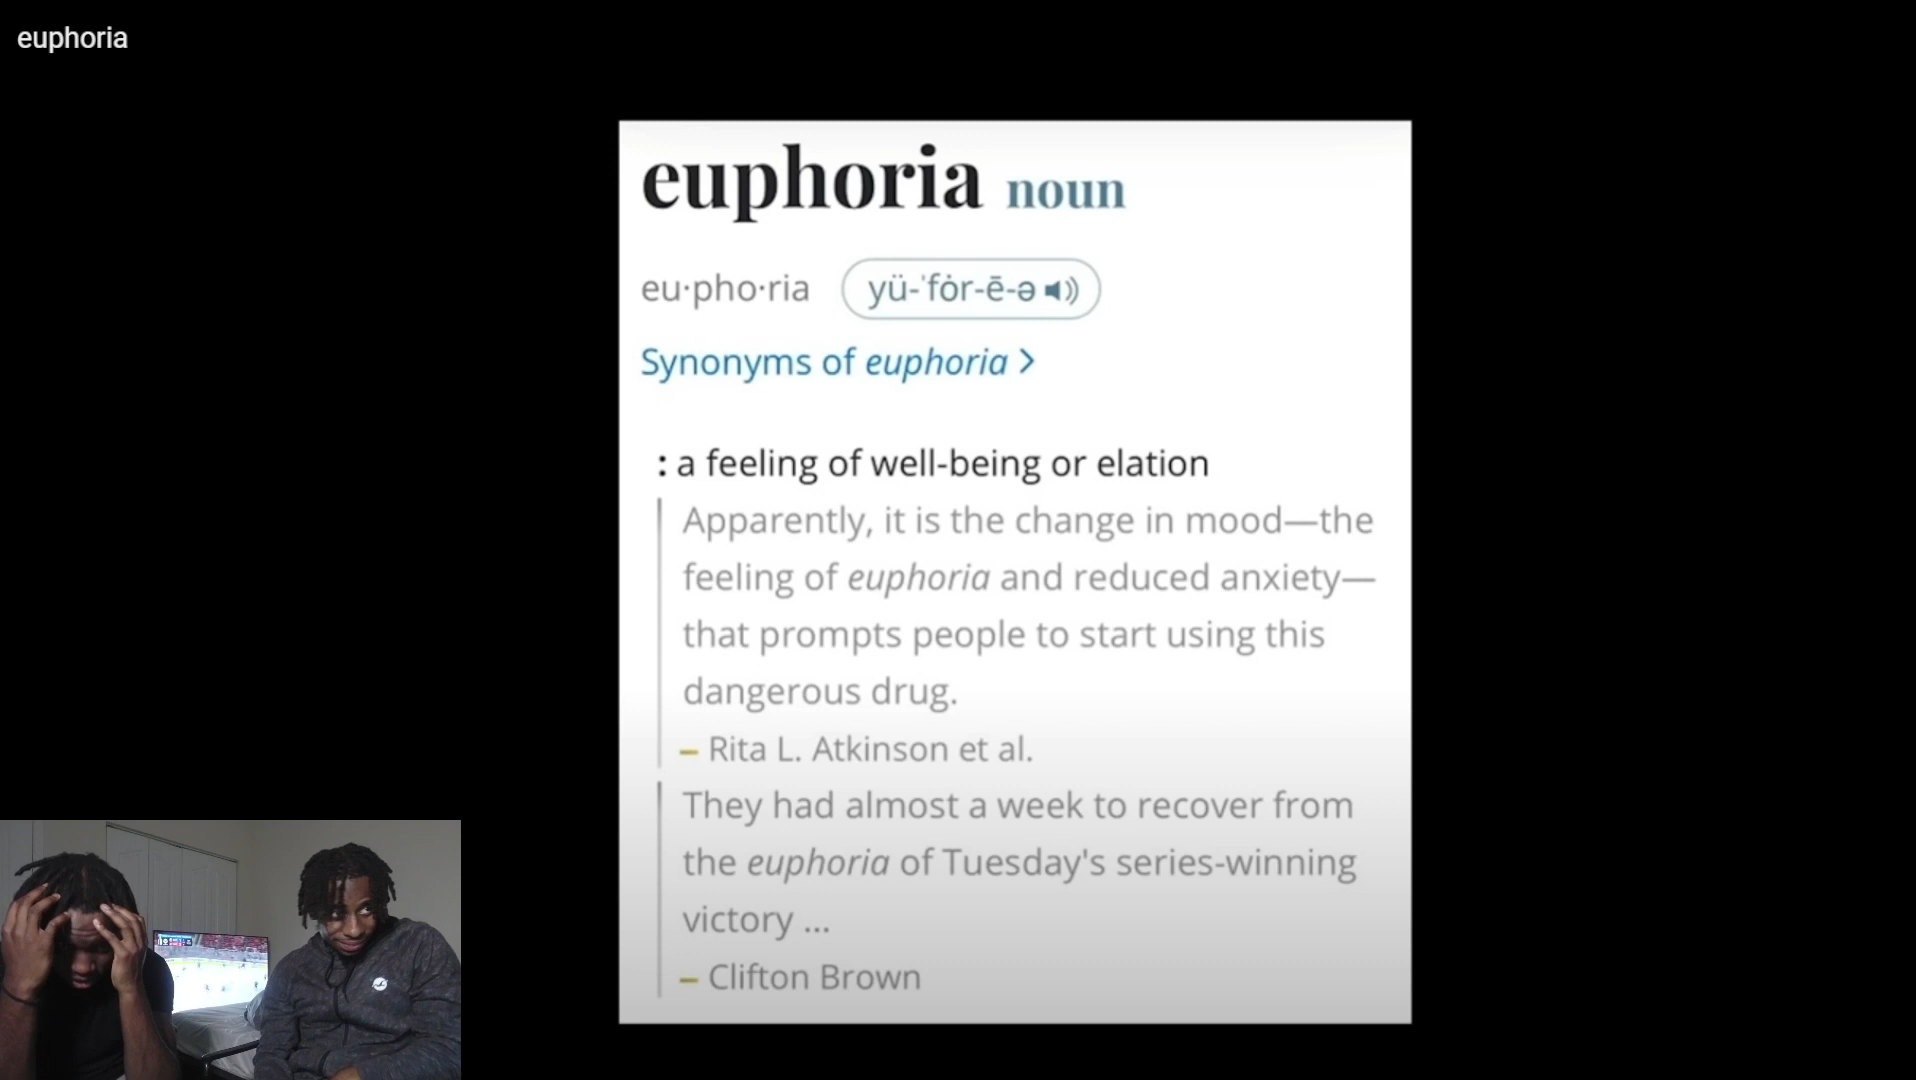 euphoria
euphoria noun
eu·pho·ria yü-ˈfȯr-ē-ə
Synonyms of euphoria >
: a feeling of well-being or elation
Apparently, it is the change in mood—the
feeling of euphoria and reduced anxiety—
that prompts people to start using this
dangerous drug.
– Rita L. Atkinson et al.
They had almost a week to recover from
the euphoria of Tuesday's series-winning
victory ...
– Clifton Brown